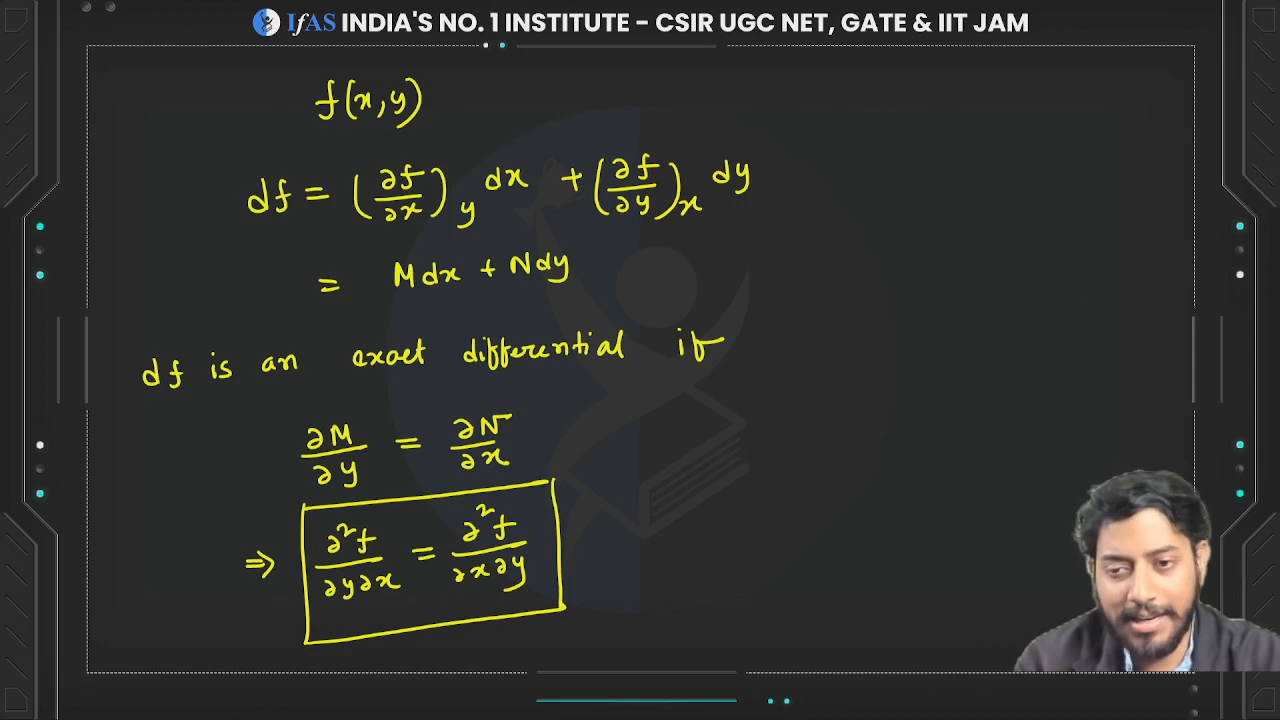 IFAS INDIA'S NO. 1 INSTITUTE – CSIR UGC NET, GATE & IIT JAM
f(x,y)
df = (∂f/∂x)_y dx + (∂f/∂y)_x dy
= Mdx + Ndy
df is an exact differential if
∂M/∂y = ∂N/∂x
⇒ ∂²f/∂y∂x = ∂²f/∂x∂y